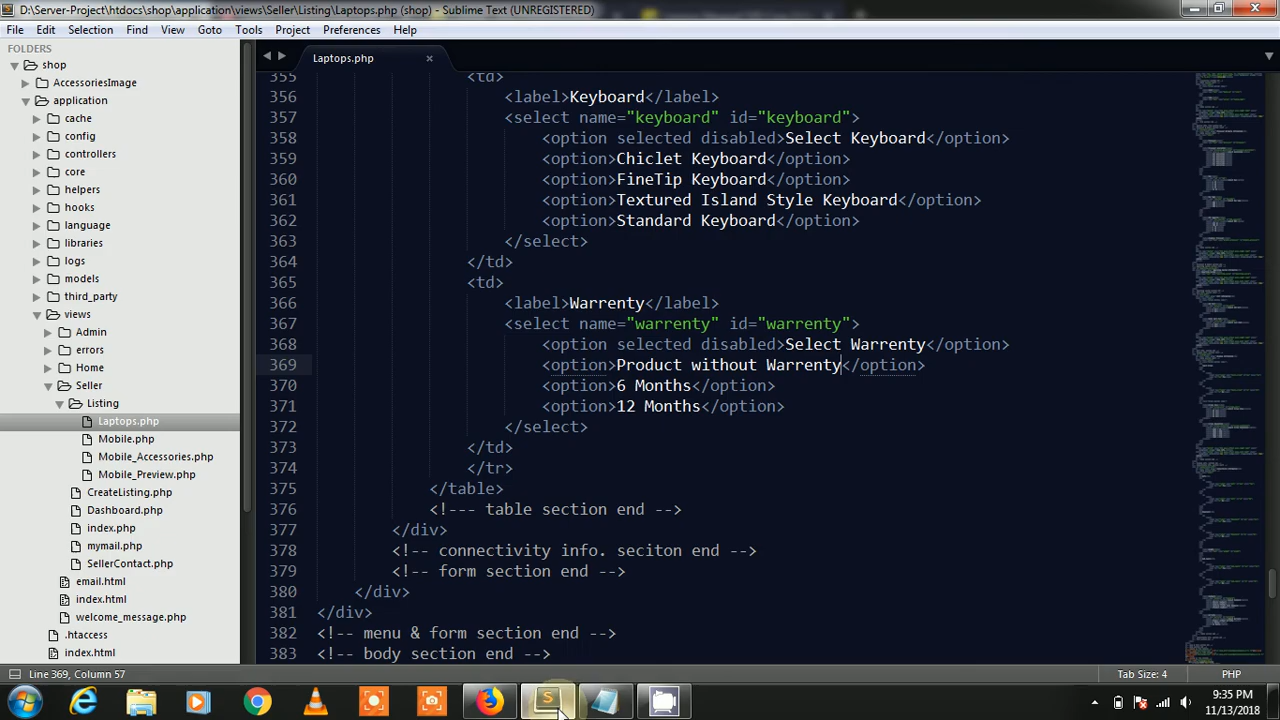 D:\Server-Project\htdocs\shop\application\views\Seller\Listing\Laptops.php (shop) - Sublime Text (UNREGISTERED)
File Edit Selection Find View Goto Tools Project Preferences Help
FOLDERS
shop
AccessoriesImage
application
cache
config
controllers
core
helpers
hooks
language
libraries
logs
models
third_party
views
Admin
errors
Home
Seller
Listing
Laptops.php
Mobile.php
Mobile_Accessories.php
Mobile_Preview.php
CreateListing.php
Dashboard.php
index.php
mymail.php
SellerContact.php
email.html
index.html
welcome_message.php
.htaccess
index.html
Laptops.php
355 <td>
356 <label>Keyboard</label>
357 <select name="keyboard" id="keyboard">
358 <option selected disabled>Select Keyboard</option>
359 <option>Chiclet Keyboard</option>
360 <option>FineTip Keyboard</option>
361 <option>Textured Island Style Keyboard</option>
362 <option>Standard Keyboard</option>
363 </select>
364 </td>
365 <td>
366 <label>Warrenty</label>
367 <select name="warrenty" id="warrenty">
368 <option selected disabled>Select Warrenty</option>
369 <option>Product without Warrenty</option>
370 <option>6 Months</option>
371 <option>12 Months</option>
372 </select>
373 </td>
374 </tr>
375 </table>
376 <!--- table section end -->
377 </div>
378 <!-- connectivity info. seciton end -->
379 <!-- form section end -->
380 </div>
381 </div>
382 <!-- menu & form section end -->
383 <!-- body section end -->
Line 369, Column 57
Tab Size: 4
PHP
9:35 PM
11/13/2018